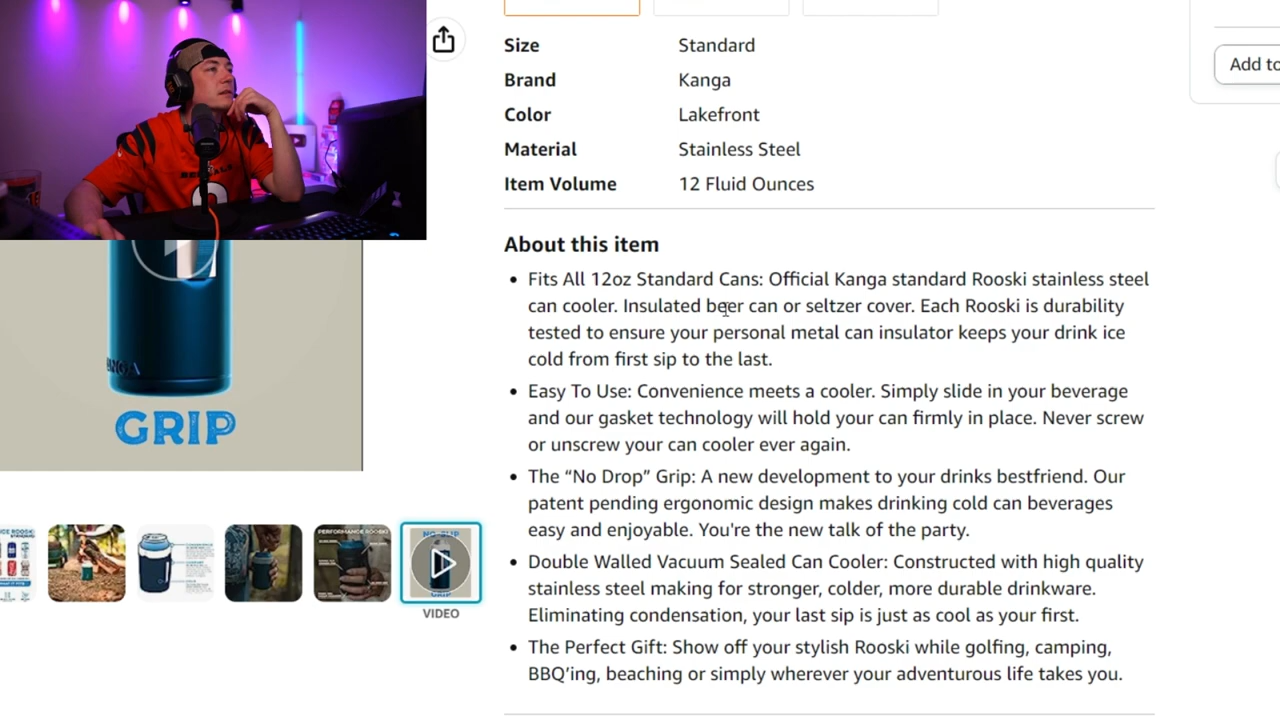 BENGALS
Size Standard
Brand Kanga
Color Lakefront
Material Stainless Steel
Item Volume 12 Fluid Ounces
Add to
About this item
Fits All 12oz Standard Cans: Official Kanga standard Rooski stainless steel
can cooler. Insulated beer can or seltzer cover. Each Rooski is durability
tested to ensure your personal metal can insulator keeps your drink ice
cold from first sip to the last.
Easy To Use: Convenience meets a cooler. Simply slide in your beverage
and our gasket technology will hold your can firmly in place. Never screw
or unscrew your can cooler ever again.
The “No Drop” Grip: A new development to your drinks bestfriend. Our
patent pending ergonomic design makes drinking cold can beverages
easy and enjoyable. You're the new talk of the party.
Double Walled Vacuum Sealed Can Cooler: Constructed with high quality
stainless steel making for stronger, colder, more durable drinkware.
Eliminating condensation, your last sip is just as cool as your first.
The Perfect Gift: Show off your stylish Rooski while golfing, camping,
BBQ'ing, beaching or simply wherever your adventurous life takes you.
KANGA
GRIP
PERFORMANCE ROOSKI
GRIP
VIDEO